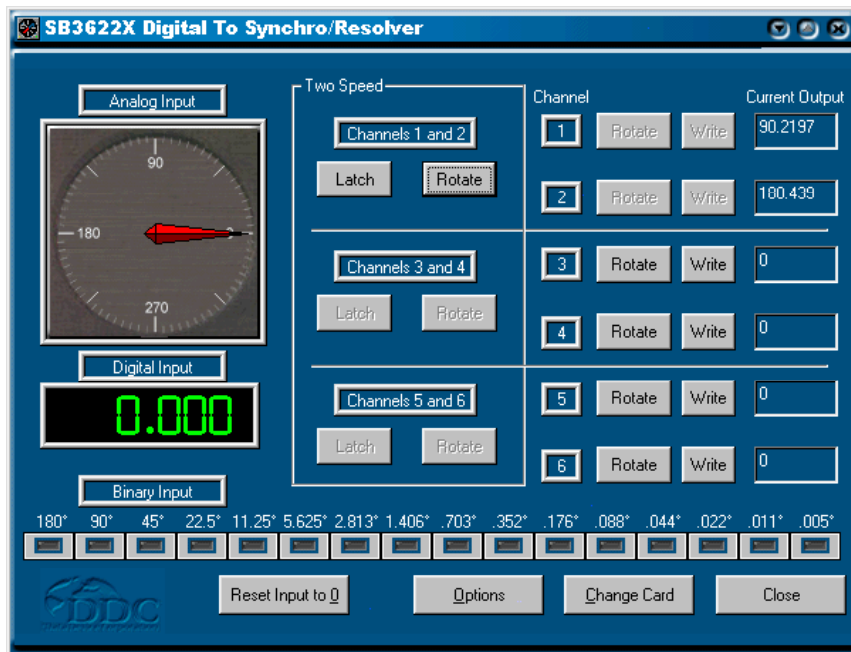 SB3622X Digital To Synchro/Resolver
Analog Input
90
180
0
270
Digital Input
0.000
Two Speed
Channels 1 and 2
Latch Rotate
Channels 3 and 4
Latch Rotate
Channels 5 and 6
Latch Rotate
Channel Current Output
1 Rotate Write 90.2197
2 Rotate Write 180.439
3 Rotate Write 0
4 Rotate Write 0
5 Rotate Write 0
6 Rotate Write 0
Binary Input
180° 90° 45° 22.5° 11.25° 5.625° 2.813° 1.406° .703° .352° .176° .088° .044° .022° .011° .005°
DDC
Reset Input to 0 Options Change Card Close